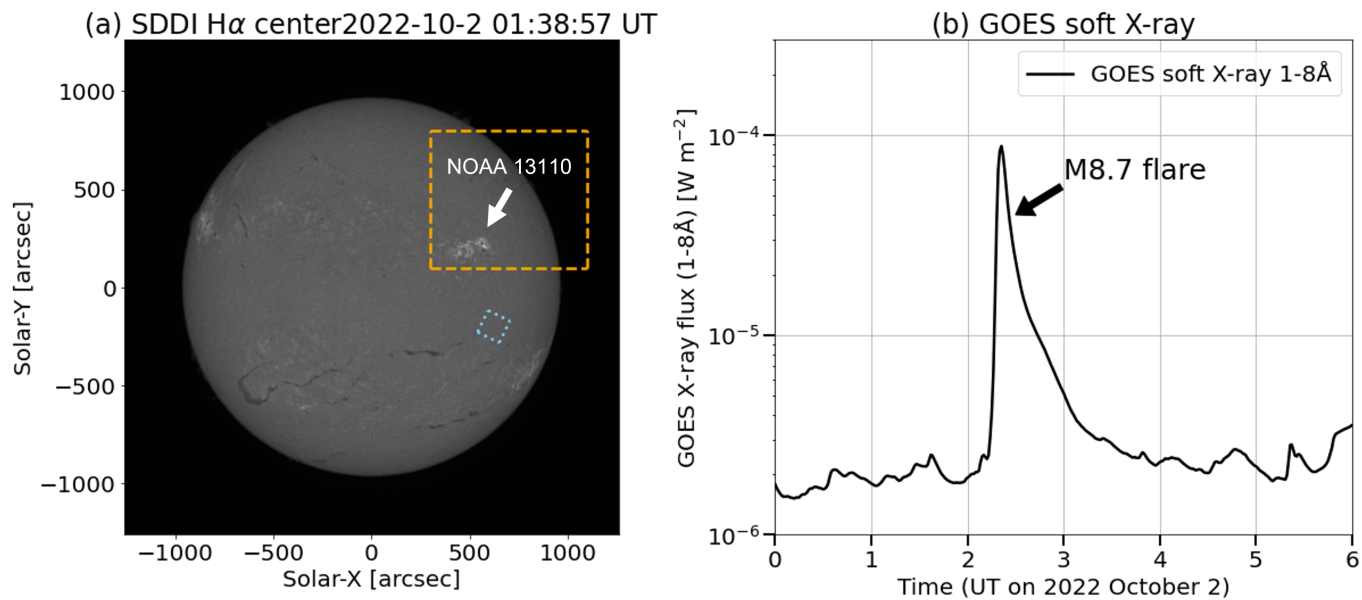 (a) SDDI Hα center2022-10-2 01:38:57 UT
1000
500
0
−500
−1000
Solar-Y [arcsec]
NOAA 13110
−1000 −500 0 500 1000
Solar-X [arcsec]
(b) GOES soft X-ray
GOES soft X-ray 1-8Å
M8.7 flare
10−4
10−5
10−6
GOES X-ray flux (1-8Å) [W m−2]
0 1 2 3 4 5 6
Time (UT on 2022 October 2)